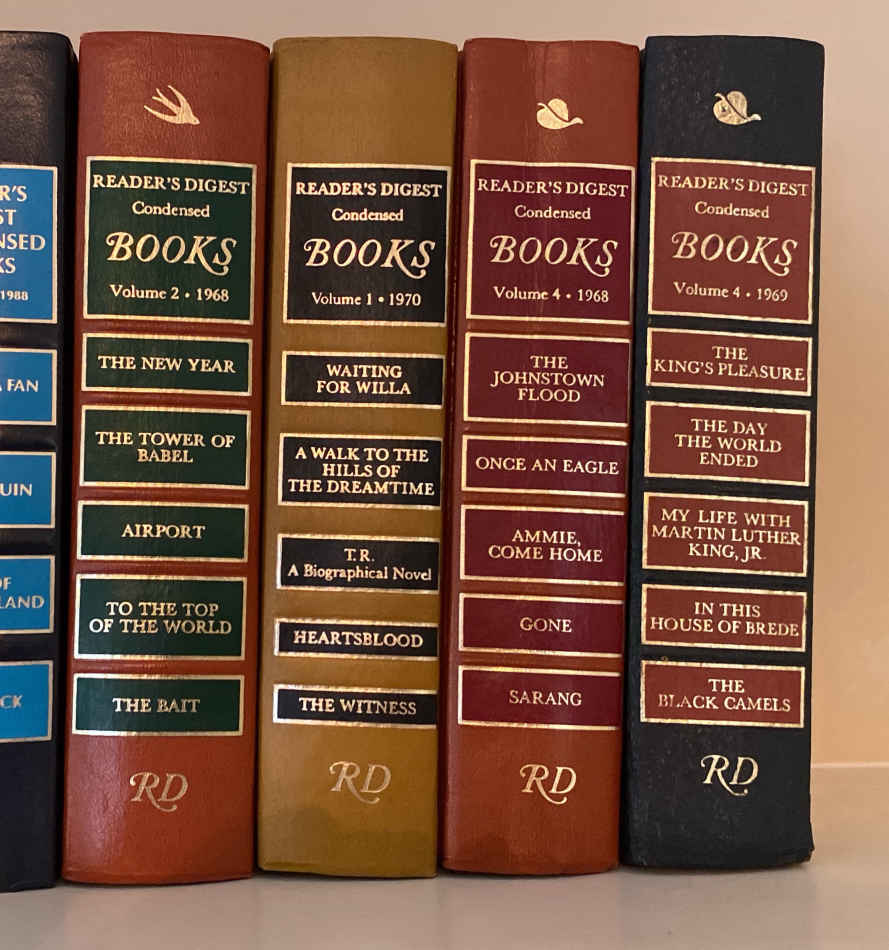 1988
FAN
READER'S DIGEST
Condensed
BOOKS
Volume 2 • 1968
THE NEW YEAR
THE TOWER OF
BABEL
AIRPORT
TO THE TOP
OF THE WORLD
THE BAIT
RD
READER'S DIGEST
Condensed
BOOKS
Volume 1 • 1970
WAITING
FOR WILLA
A WALK TO THE
HILLS OF
THE DREAMTIME
T. R.
A Biographical Novel
HEARTSBLOOD
THE WITNESS
RD
READER'S DIGEST
Condensed
BOOKS
Volume 4 • 1968
THE
JOHNSTOWN
FLOOD
ONCE AN EAGLE
AMMIE,
COME HOME
GONE
SARANG
RD
READER'S DIGEST
Condensed
BOOKS
Volume 4 • 1969
THE
KING'S PLEASURE
THE DAY
THE WORLD
ENDED
MY LIFE WITH
MARTIN LUTHER
KING, JR.
IN THIS
HOUSE OF BREDE
THE
BLACK CAMELS
RD